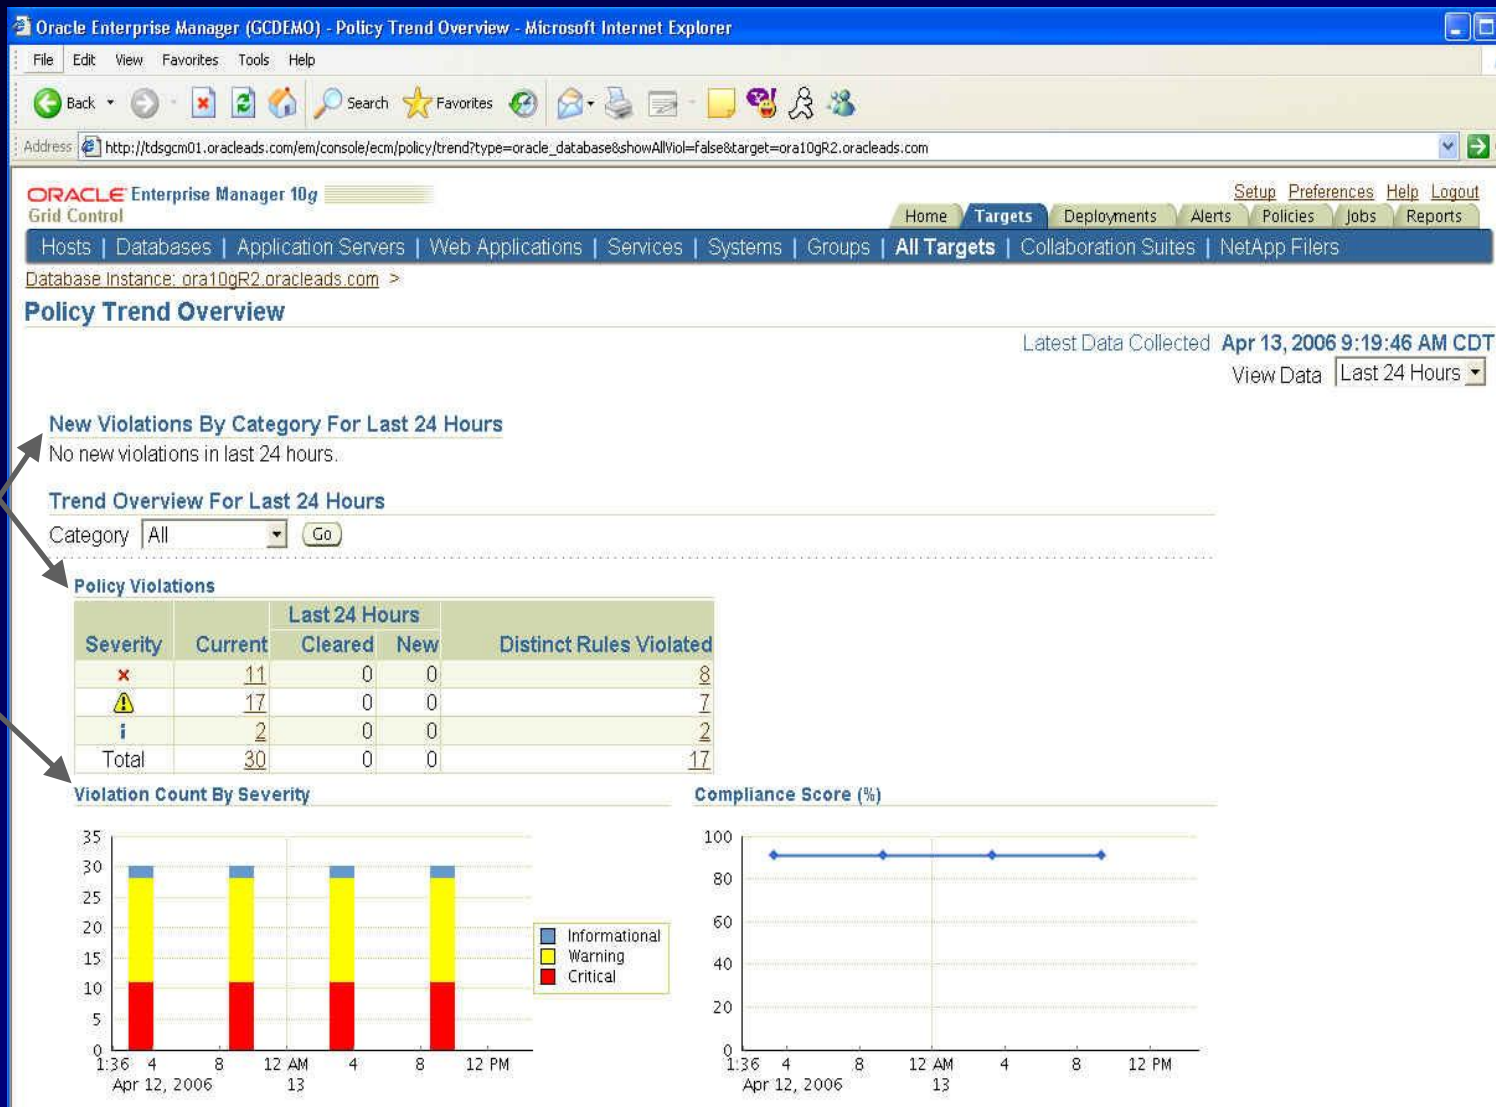 Oracle Enterprise Manager (GCDEMO) - Policy Trend Overview - Microsoft Internet Explorer
File Edit View Favorites Tools Help
Back Search Favorites
Address http://tdsgcm01.oracleads.com/em/console/ecm/policy/trend?type=oracle_database&showAllViol=false&target=ora10gR2.oracleads.com
ORACLE Enterprise Manager 10g
Grid Control
Setup Preferences Help Logout
Home Targets Deployments Alerts Policies Jobs Reports
Hosts | Databases | Application Servers | Web Applications | Services | Systems | Groups | All Targets | Collaboration Suites | NetApp Filers
Database Instance: ora10gR2.oracleads.com >
Policy Trend Overview
Latest Data Collected Apr 13, 2006 9:19:46 AM CDT
View Data Last 24 Hours
New Violations By Category For Last 24 Hours
No new violations in last 24 hours.
Trend Overview For Last 24 Hours
Category All Go
Policy Violations
Last 24 Hours
Severity Current Cleared New Distinct Rules Violated
11 0 0 8
17 0 0 7
2 0 0 2
Total 30 0 0 17
Violation Count By Severity
35
30
25
20
15
10
5
0
1:36 4 8 12 AM 4 8 12 PM
Apr 12, 2006 13
Informational
Warning
Critical
Compliance Score (%)
100
80
60
40
20
0
1:36 4 8 12 AM 4 8 12 PM
Apr 12, 2006 13